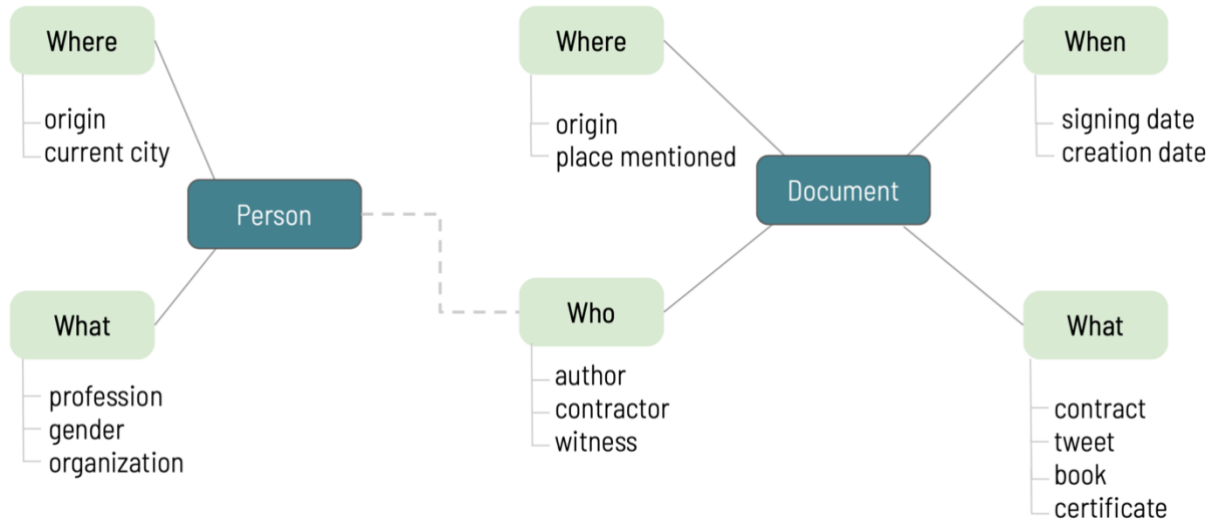 Where
origin
current city
Person
What
profession
gender
organization
Where
origin
place mentioned
When
signing date
creation date
Document
Who
author
contractor
witness
What
contract
tweet
book
certificate